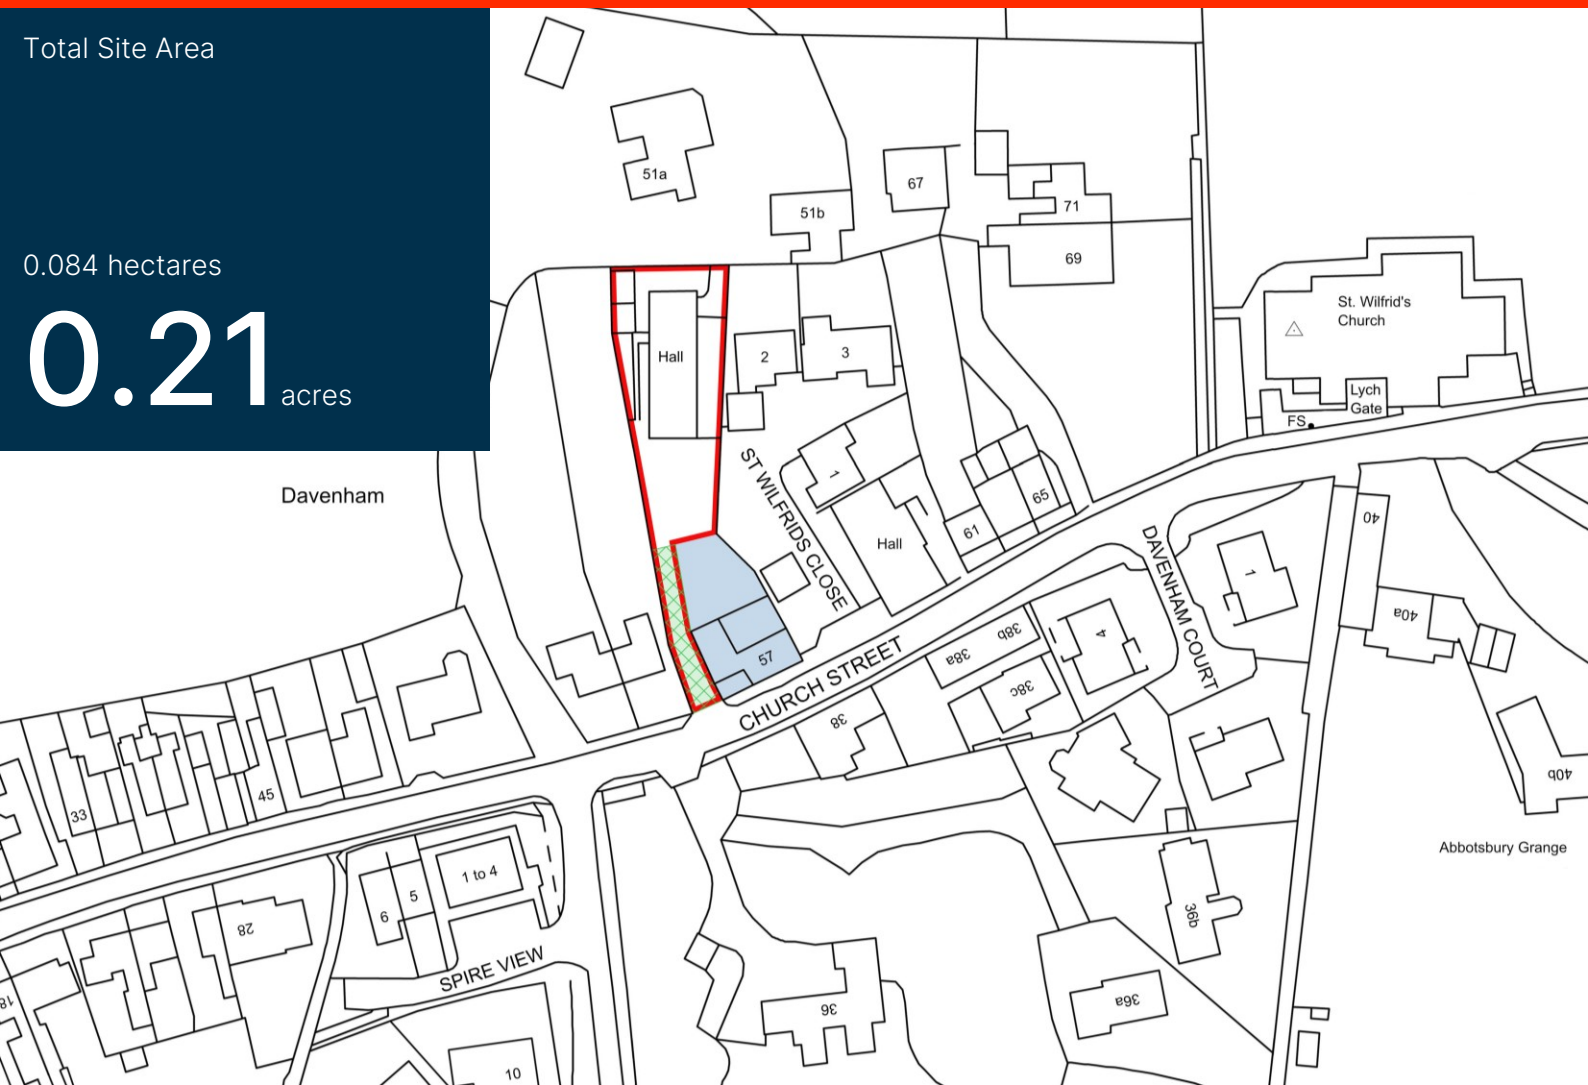 Total Site Area
0.084 hectares
0.21 acres
51a
51b
67
71
69
St. Wilfrid's
Church
Hall
2
3
Lych
Gate
FS
Davenham
ST WILFRIDS CLOSE
1
Hall
61
65
40
DAVENHAM COURT
1
40a
57
CHURCH STREET
38a
38b
4
38c
38
40b
33
45
Abbotsbury Grange
1 to 4
5
6
28
36b
SPIRE VIEW
18
36
36a
10